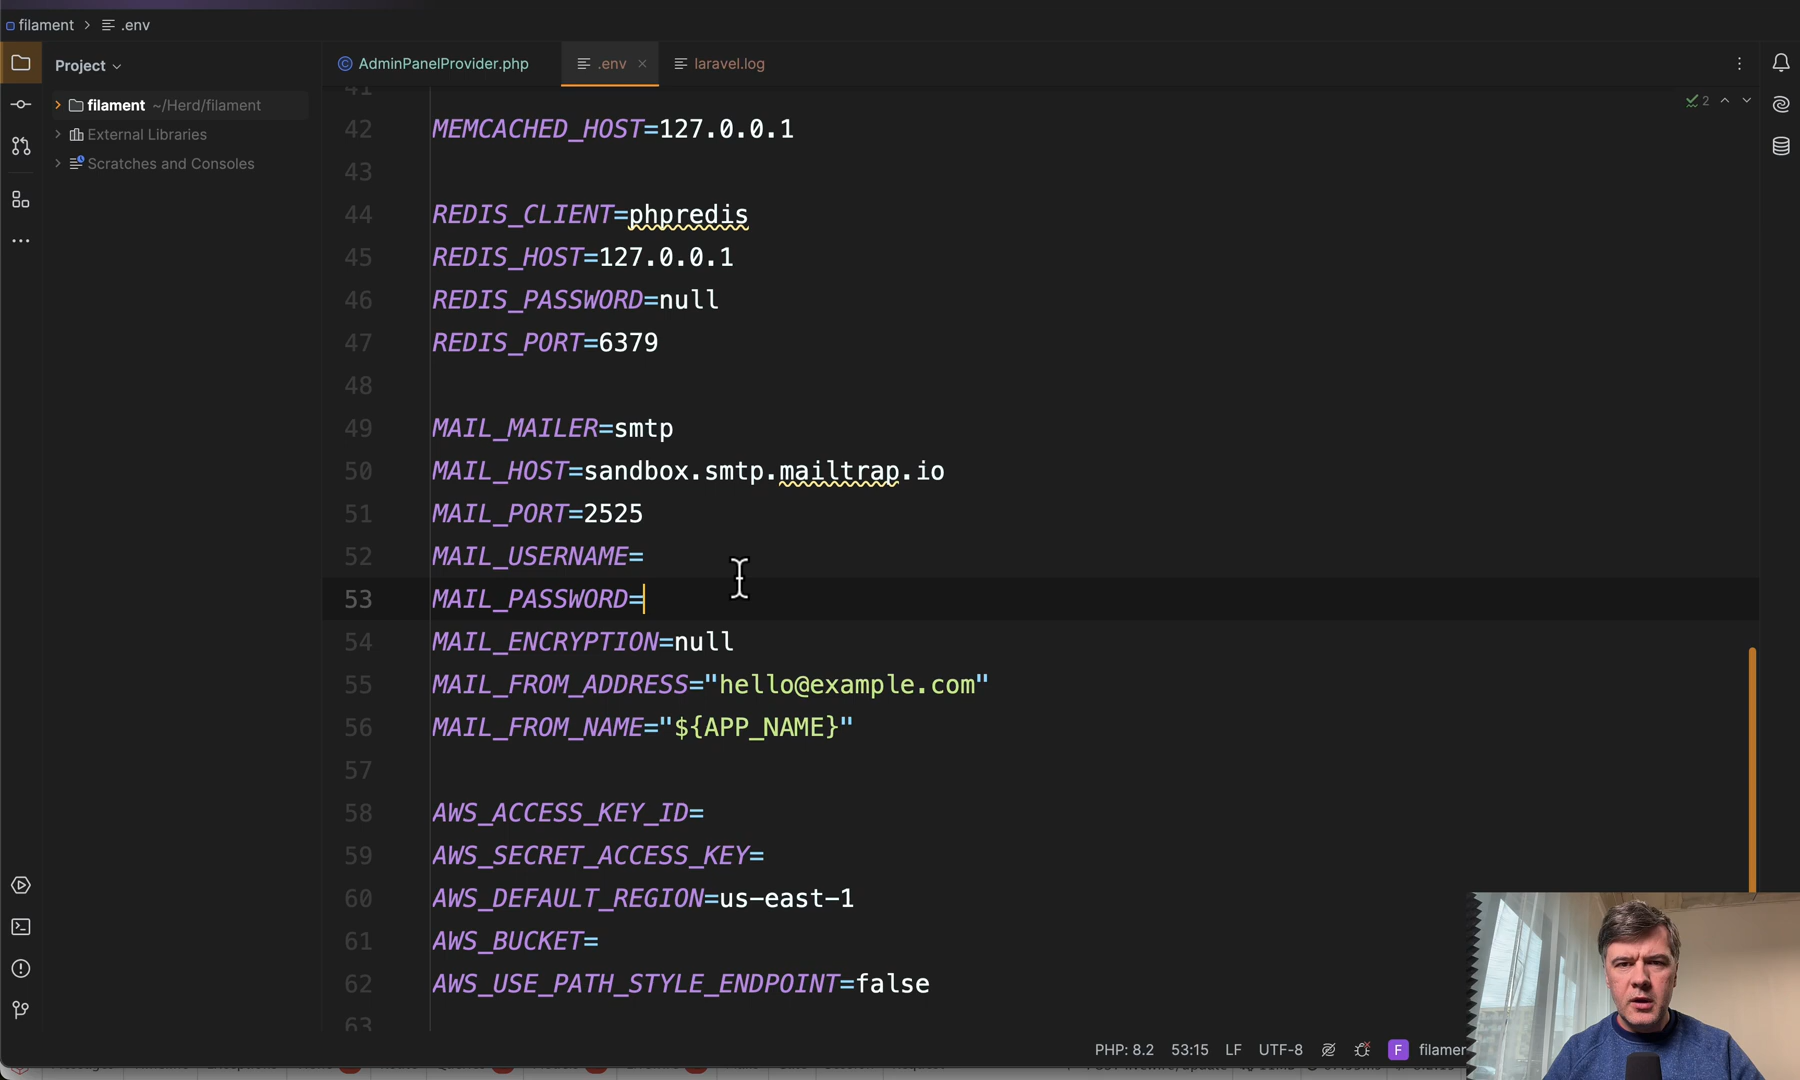 filament > .env
Project
AdminPanelProvider.php
.env
laravel.log
filament ~/Herd/filament
External Libraries
Scratches and Consoles
2
41
42 MEMCACHED_HOST=127.0.0.1
43
44 REDIS_CLIENT=phpredis
45 REDIS_HOST=127.0.0.1
46 REDIS_PASSWORD=null
47 REDIS_PORT=6379
48
49 MAIL_MAILER=smtp
50 MAIL_HOST=sandbox.smtp.mailtrap.io
51 MAIL_PORT=2525
52 MAIL_USERNAME=
53 MAIL_PASSWORD=
54 MAIL_ENCRYPTION=null
55 MAIL_FROM_ADDRESS="hello@example.com"
56 MAIL_FROM_NAME="${APP_NAME}"
57
58 AWS_ACCESS_KEY_ID=
59 AWS_SECRET_ACCESS_KEY=
60 AWS_DEFAULT_REGION=us-east-1
61 AWS_BUCKET=
62 AWS_USE_PATH_STYLE_ENDPOINT=false
63
PHP: 8.2 53:15 LF UTF-8 F filamen